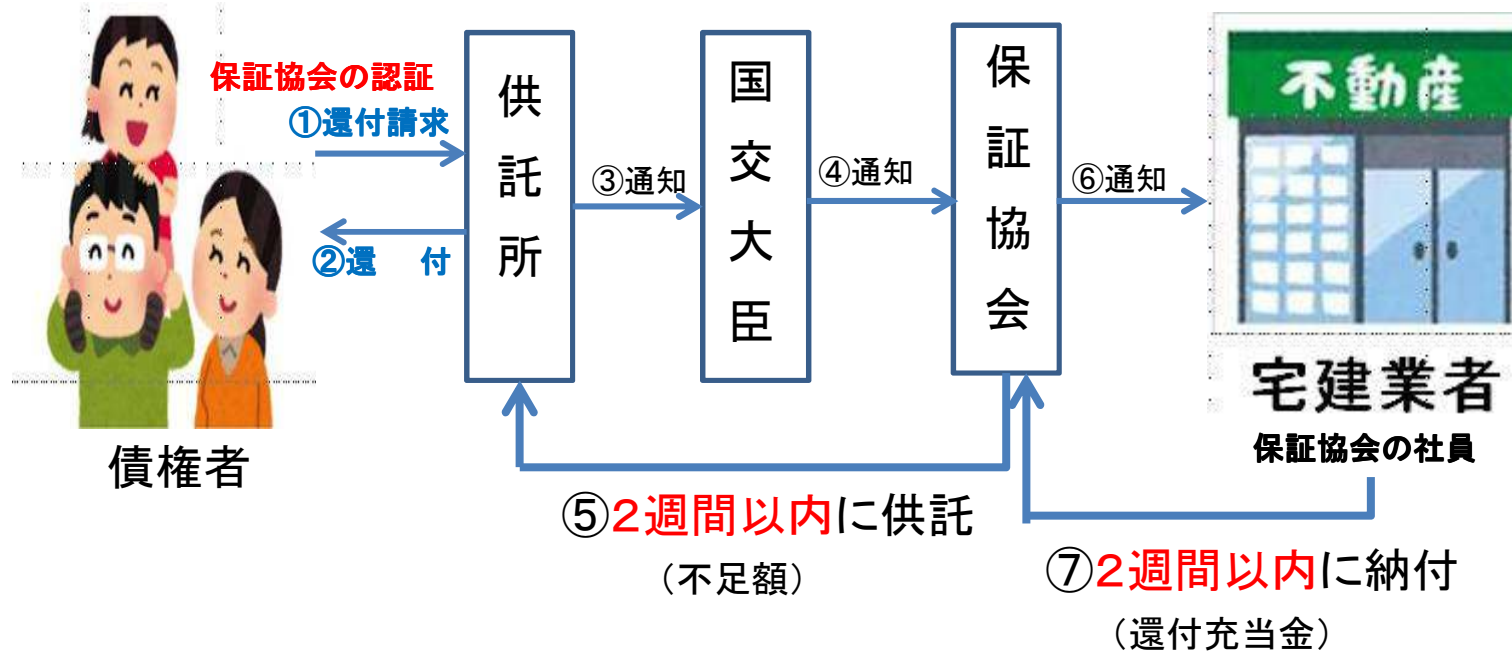 保証協会の認証
①還付請求
②還　付
債権者
供託所
③通知
国交大臣
④通知
保証協会
⑥通知
不動産
宅建業者
保証協会の社員
⑤２週間以内に供託
（不足額）
⑦２週間以内に納付
（還付充当金）